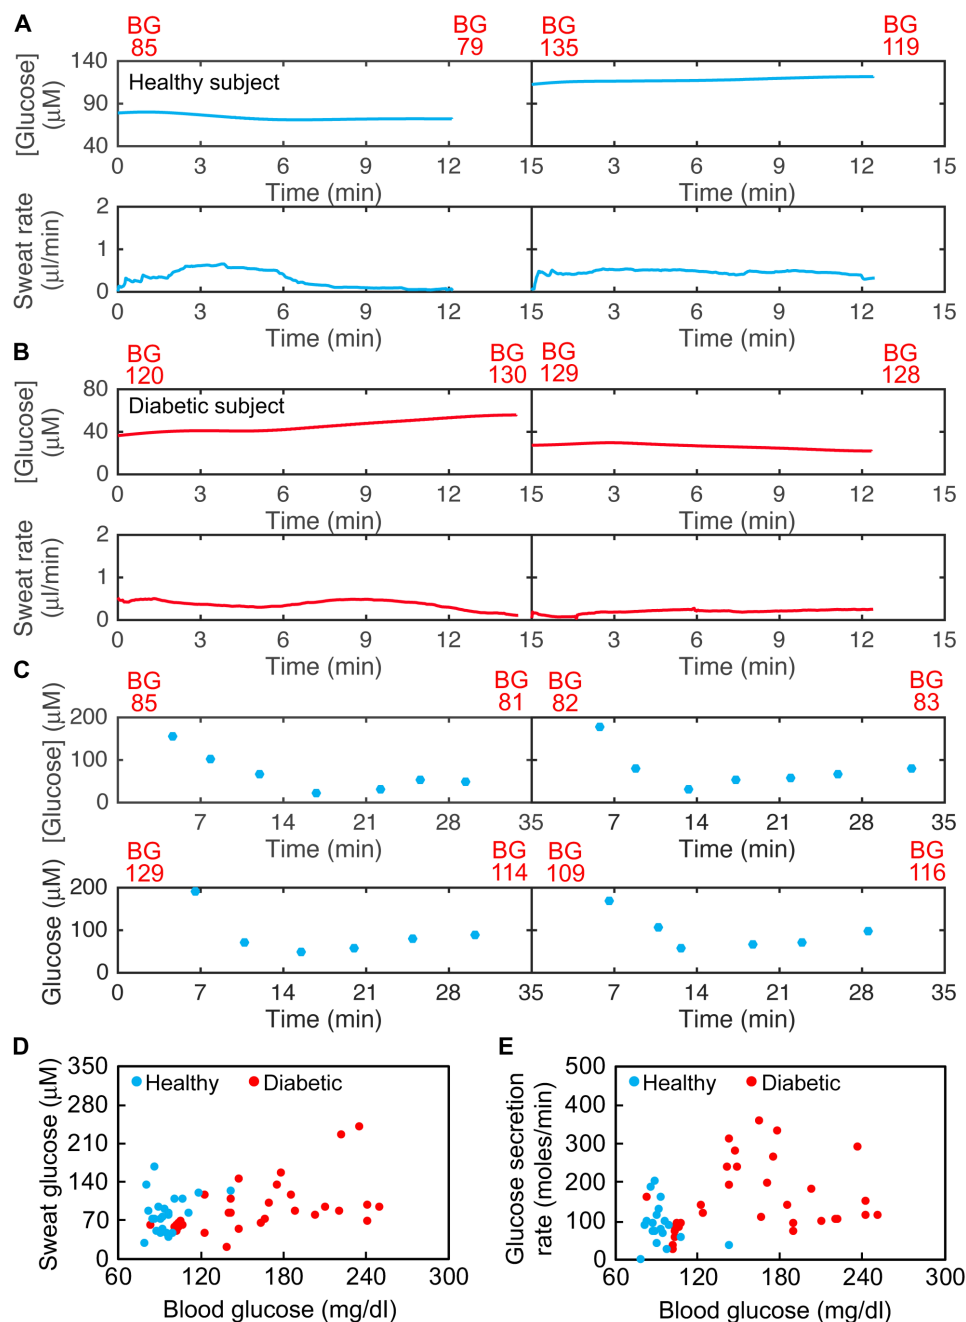 A
BG BG BG BG
85 79 135 119
[Glucose]
(μM)
140
90
40
Healthy subject
0 3 6 9 12 15 3 6 9 12 15
Time (min) Time (min)
Sweat rate
(μl/min)
2
1
0
0 3 6 9 12 15 3 6 9 12 15
Time (min) Time (min)
B
BG BG BG BG
120 130 129 128
[Glucose]
(μM)
80
40
0
Diabetic subject
0 3 6 9 12 15 3 6 9 12 15
Time (min) Time (min)
Sweat rate
(μl/min)
2
1
0
0 3 6 9 12 15 3 6 9 12 15
Time (min) Time (min)
C
BG BG BG BG
85 81 82 83
[Glucose] (μM)
200
100
0
7 14 21 28 35 7 14 21 28 35
Time (min) Time (min)
BG BG BG BG
129 114 109 116
Glucose (μM)
200
100
0
0 7 14 21 28 35 7 14 21 28 35
Time (min) Time (min)
D
Sweat glucose (μM)
350
280
210
140
70
0
Healthy Diabetic
60 120 180 240 300
Blood glucose (mg/dl)
E
Glucose secretion
rate (moles/min)
500
400
300
200
100
0
Healthy Diabetic
60 120 180 240 300
Blood glucose (mg/dl)